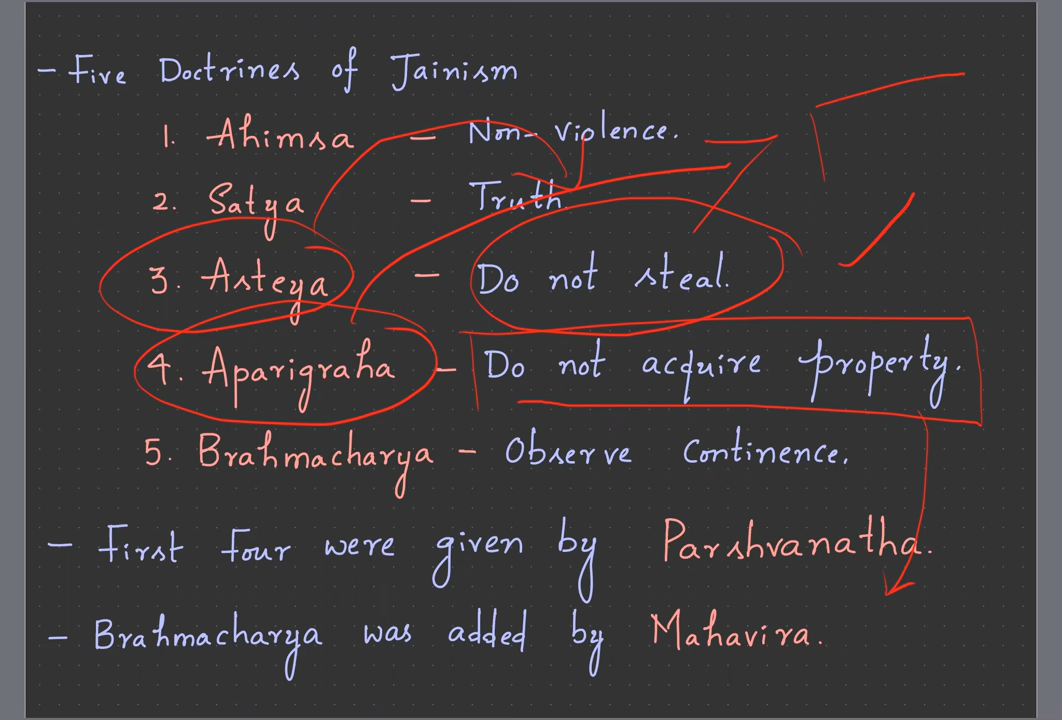 - Five Doctrines of Jainism
1. Ahimsa - Non-Violence.
2. Satya - Truth.
3. Asteya - Do not steal.
4. Aparigraha - Do not acquire property.
5. Brahmacharya - Observe Continence.
- First Four were given by Parshvanatha.
- Brahmacharya was added by Mahavira.